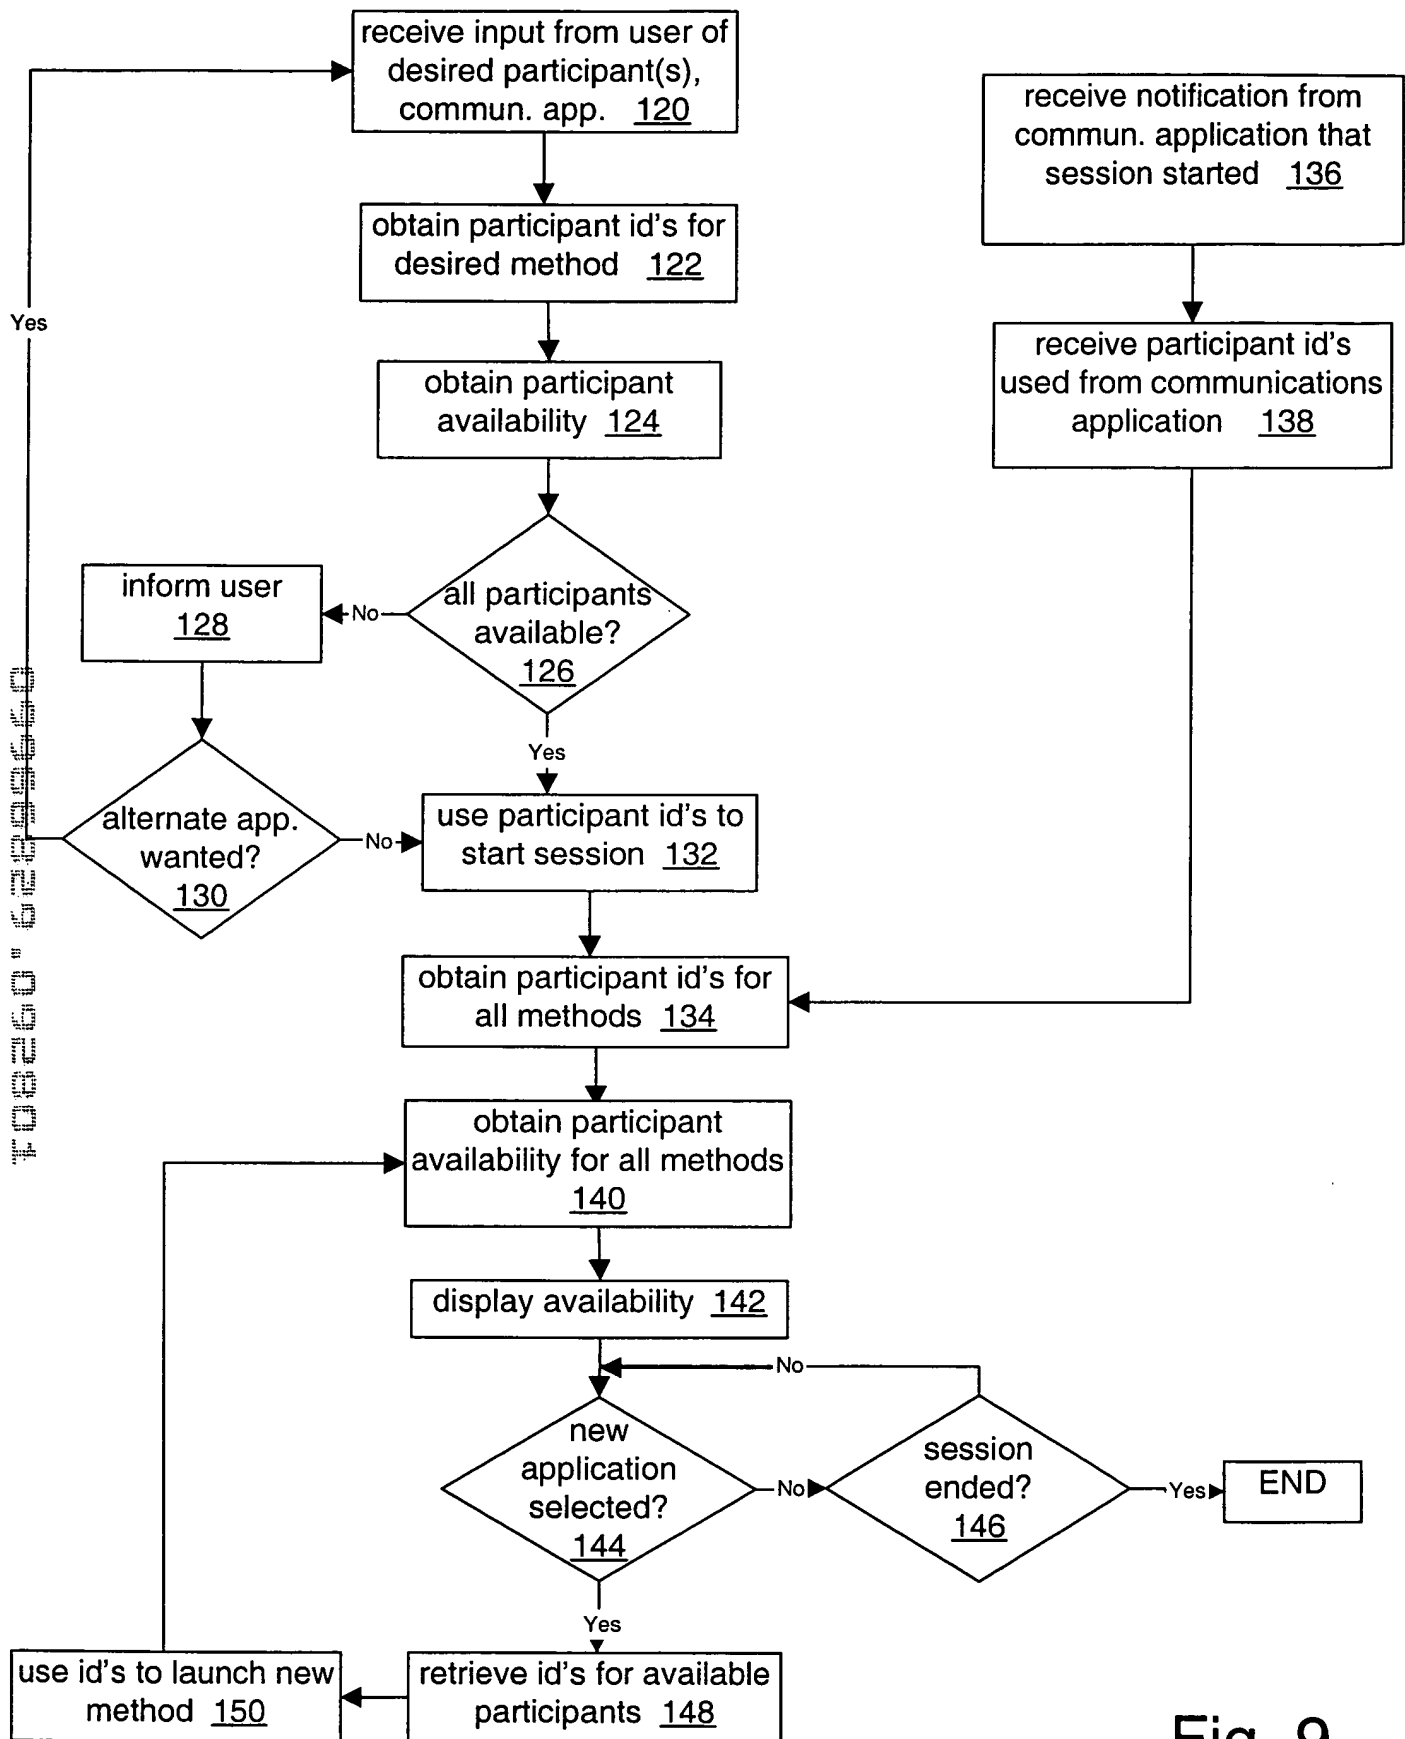 receive input from user of
desired participant(s),
commun. app. 120
receive notification from
commun. application that
session started 136
obtain participant id's for
desired method 122
Yes
receive participant id's
used from communications
application 138
obtain participant
availability 124
inform user
128
No
all participants
available?
126
Yes
alternate app.
wanted?
130
No
use participant id's to
start session 132
obtain participant id's for
all methods 134
obtain participant
availability for all methods
140
display availability 142
No
new
application
selected?
144
No
session
ended?
146
Yes
END
Yes
use id's to launch new
method 150
retrieve id's for available
participants 148
Fig. 9